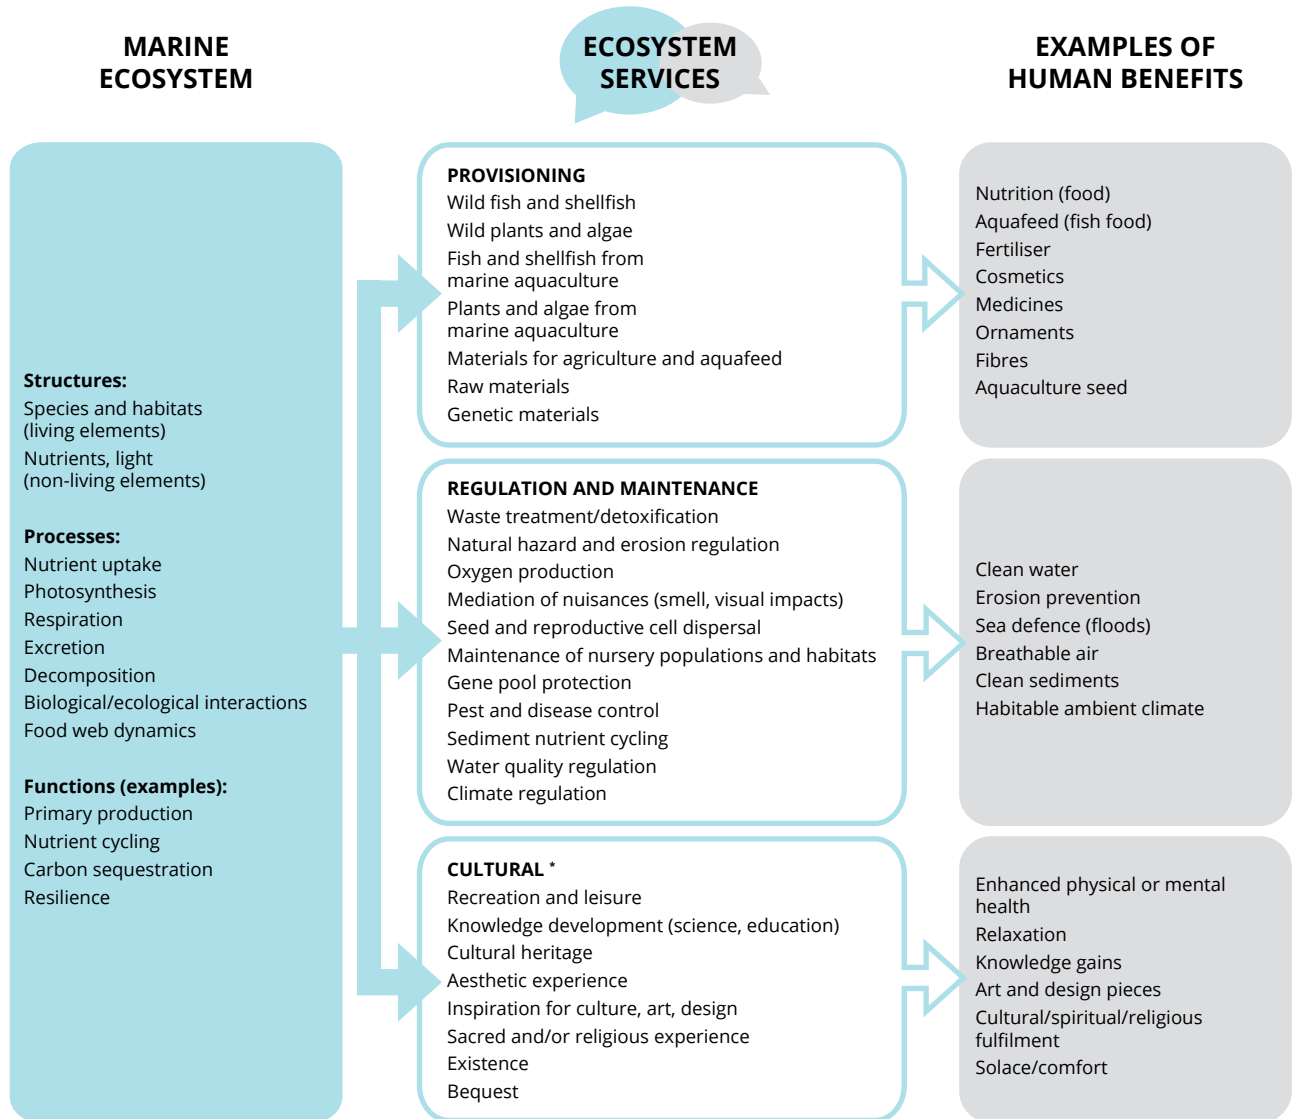 MARINE
ECOSYSTEM
ECOSYSTEM
SERVICES
EXAMPLES OF
HUMAN BENEFITS
Structures:
Species and habitats
(living elements)
Nutrients, light
(non-living elements)
Processes:
Nutrient uptake
Photosynthesis
Respiration
Excretion
Decomposition
Biological/ecological interactions
Food web dynamics
Functions (examples):
Primary production
Nutrient cycling
Carbon sequestration
Resilience
PROVISIONING
Wild fish and shellfish
Wild plants and algae
Fish and shellfish from
marine aquaculture
Plants and algae from
marine aquaculture
Materials for agriculture and aquafeed
Raw materials
Genetic materials
Nutrition (food)
Aquafeed (fish food)
Fertiliser
Cosmetics
Medicines
Ornaments
Fibres
Aquaculture seed
REGULATION AND MAINTENANCE
Waste treatment/detoxification
Natural hazard and erosion regulation
Oxygen production
Mediation of nuisances (smell, visual impacts)
Seed and reproductive cell dispersal
Maintenance of nursery populations and habitats
Gene pool protection
Pest and disease control
Sediment nutrient cycling
Water quality regulation
Climate regulation
Clean water
Erosion prevention
Sea defence (floods)
Breathable air
Clean sediments
Habitable ambient climate
CULTURAL *
Recreation and leisure
Knowledge development (science, education)
Cultural heritage
Aesthetic experience
Inspiration for culture, art, design
Sacred and/or religious experience
Existence
Bequest
Enhanced physical or mental
health
Relaxation
Knowledge gains
Art and design pieces
Cultural/spiritual/religious
fulfilment
Solace/comfort